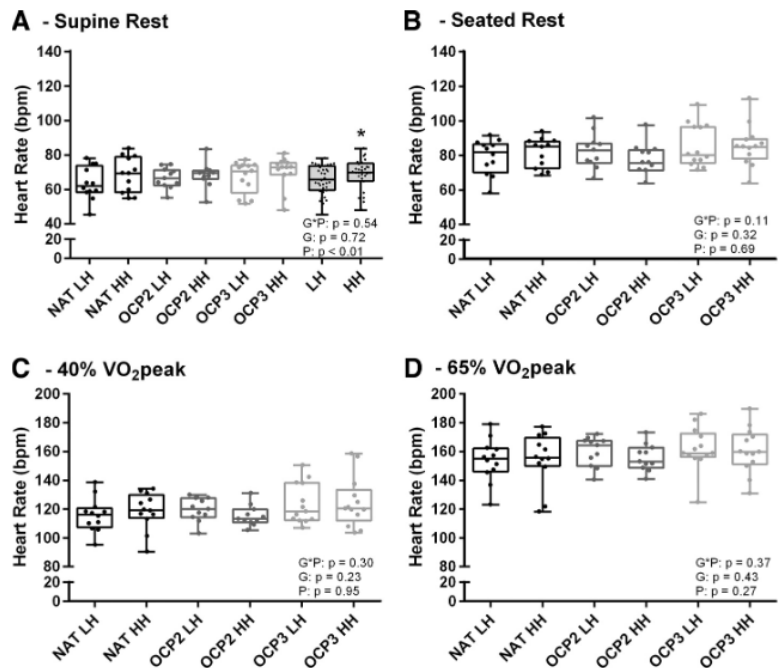 A - Supine Rest
Heart Rate (bpm)
140
120
100
80
60
40
20
0
*
G*P: p = 0.54
G: p = 0.72
P: p < 0.01
NAT LH
NAT HH
OCP2 LH
OCP2 HH
OCP3 LH
OCP3 HH
LH
HH
B - Seated Rest
Heart Rate (bpm)
140
120
100
80
60
40
20
0
G*P: p = 0.11
G: p = 0.32
P: p = 0.69
NAT LH
NAT HH
OCP2 LH
OCP2 HH
OCP3 LH
OCP3 HH
C - 40% VO₂peak
Heart Rate (bpm)
200
180
160
140
120
100
80
20
0
G*P: p = 0.30
G: p = 0.23
P: p = 0.95
NAT LH
NAT HH
OCP2 LH
OCP2 HH
OCP3 LH
OCP3 HH
D - 65% VO₂peak
Heart Rate (bpm)
200
180
160
140
120
100
80
20
0
G*P: p = 0.37
G: p = 0.43
P: p = 0.27
NAT LH
NAT HH
OCP2 LH
OCP2 HH
OCP3 LH
OCP3 HH